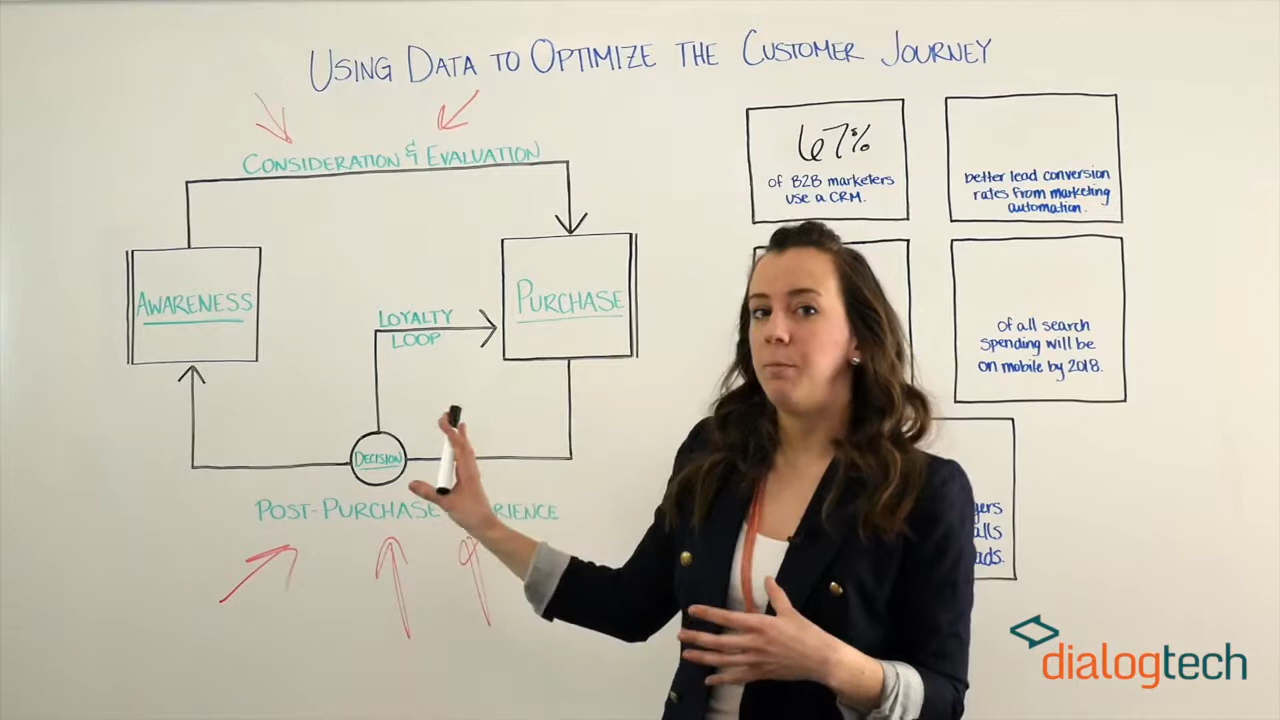 USING DATA TO OPTIMIZE THE CUSTOMER JOURNEY
CONSIDERATION & EVALUATION
AWARENESS
PURCHASE
LOYALTY
LOOP
DECISION
POST-PURCHASE
67%
of B2B marketers
use a CRM.
better lead conversion
rates from marketing
automation.
of all search
spending will be
on mobile by 2018.
dialogtech